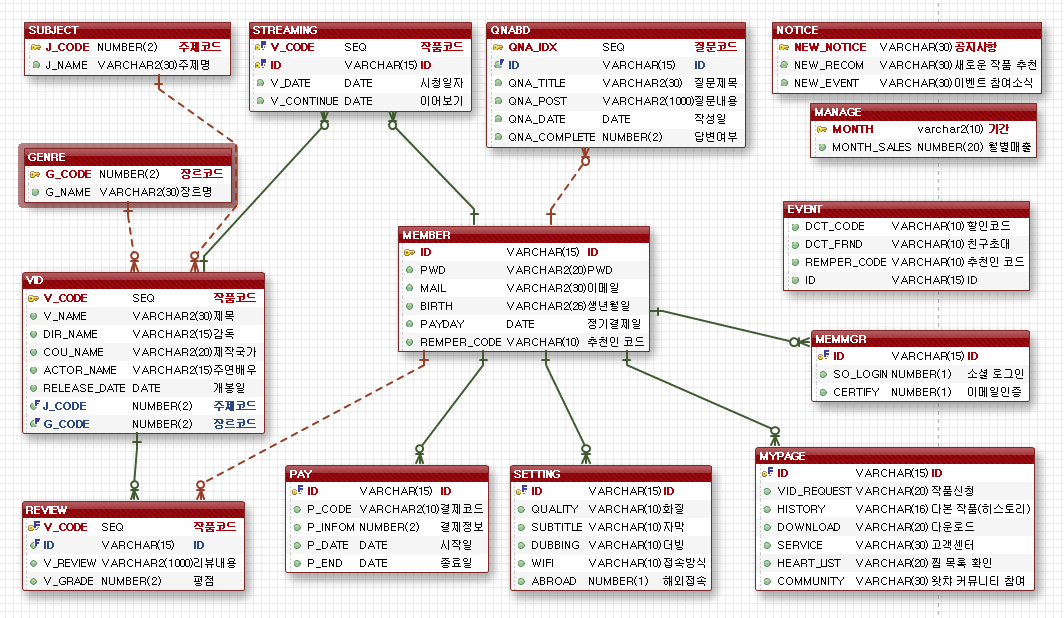 SUBJECT
J_CODE NUMBER(2) 주제코드
J_NAME VARCHAR2(30) 주제명
STREAMING
V_CODE SEQ 작품코드
ID VARCHAR(15) ID
V_DATE DATE 시청일자
V_CONTINUE DATE 이어보기
QNABD
QNA_IDX SEQ 질문코드
ID VARCHAR(15) ID
QNA_TITLE VARCHAR2(30) 질문제목
QNA_POST VARCHAR2(1000) 질문내용
QNA_DATE DATE 작성일
QNA_COMPLETE NUMBER(2) 답변여부
NOTICE
NEW_NOTICE VARCHAR(30) 공지사항
NEW_RECOM VARCHAR(30) 새로운 작품 추천
NEW_EVENT VARCHAR(30) 이벤트 참여소식
MANAGE
MONTH varchar2(10) 기간
MONTH_SALES NUMBER(20) 월별매출
GENRE
G_CODE NUMBER(2) 장르코드
G_NAME VARCHAR2(30) 장르명
EVENT
DCT_CODE VARCHAR(10) 할인코드
DCT_FRND VARCHAR(10) 친구초대
REMPER_CODE VARCHAR(10) 추천인 코드
ID VARCHAR(15) ID
MEMBER
ID VARCHAR(15) ID
PWD VARCHAR2(20) PWD
MAIL VARCHAR2(30) 이메일
BIRTH VARCHAR2(26) 생년월일
PAYDAY DATE 정기결제일
REMPER_CODE VARCHAR(10) 추천인 코드
VID
V_CODE SEQ 작품코드
V_NAME VARCHAR2(30) 제목
DIR_NAME VARCHAR2(15) 감독
COU_NAME VARCHAR2(20) 제작국가
ACTOR_NAME VARCHAR2(15) 주연배우
RELEASE_DATE DATE 개봉일
J_CODE NUMBER(2) 주제코드
G_CODE NUMBER(2) 장르코드
MEMMGR
ID VARCHAR(15) ID
SO_LOGIN NUMBER(1) 소셜 로그인
CERTIFY NUMBER(1) 이메일인증
REVIEW
V_CODE SEQ 작품코드
ID VARCHAR(15) ID
V_REVIEW VARCHAR2(1000) 리뷰내용
V_GRADE NUMBER(2) 평점
PAY
ID VARCHAR(15) ID
P_CODE VARCHAR2(10) 결제코드
P_INFOM NUMBER(2) 결제정보
P_DATE DATE 시작일
P_END DATE 종료일
SETTING
ID VARCHAR(15) ID
QUALITY VARCHAR(10) 화질
SUBTITLE VARCHAR(10) 자막
DUBBING VARCHAR(10) 더빙
WIFI VARCHAR(10) 접속방식
ABROAD NUMBER(1) 해외접속
MYPAGE
ID VARCHAR(15) ID
VID_REQUEST VARCHAR(20) 작품신청
HISTORY VARCHAR(16) 다본 작품(히스토리)
DOWNLOAD VARCHAR(20) 다운로드
SERVICE VARCHAR(30) 고객센터
HEART_LIST VARCHAR(20) 찜 목록 확인
COMMUNITY VARCHAR(30) 왓챠 커뮤니티 참여